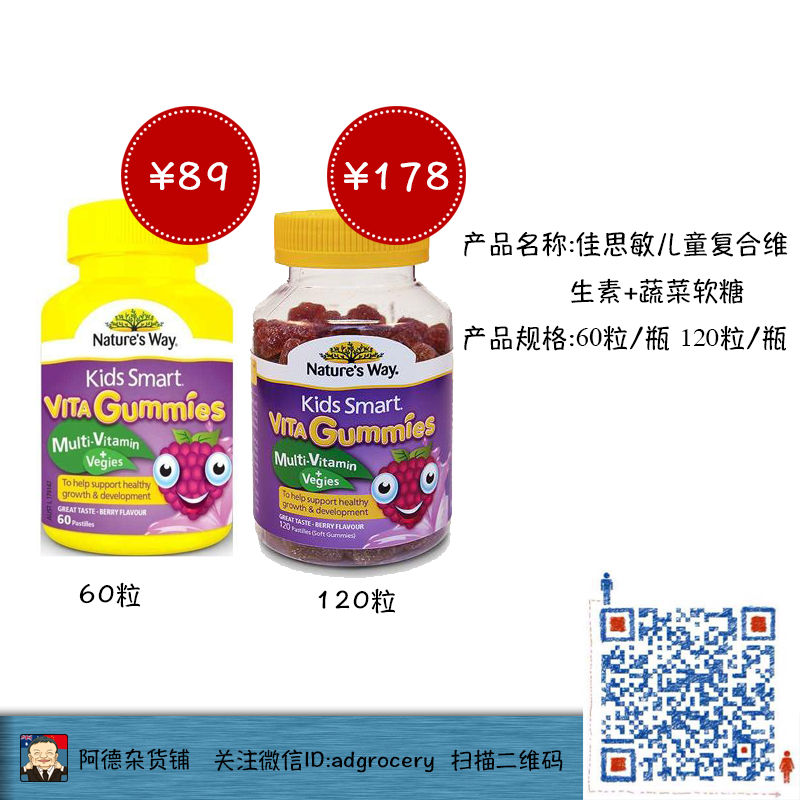 ¥89
¥178
产品名称:佳思敏儿童复合维
生素+蔬菜软糖
产品规格:60粒/瓶 120粒/瓶
Nature's Way.
Kids Smart
VITA Gummies
Multi-Vitamin
+
Vegies
To help support healthy
growth & development
GREAT TASTE - BERRY FLAVOUR
60 Pastilles
Nature's Way.
Kids Smart
VITA Gummies
Multi-Vitamin
+
Vegies
To help support healthy
growth & development
GREAT TASTE - BERRY FLAVOUR
120 Pastilles (Soft Gummies)
60粒
120粒
阿德杂货铺 关注微信ID:adgrocery 扫描二维码